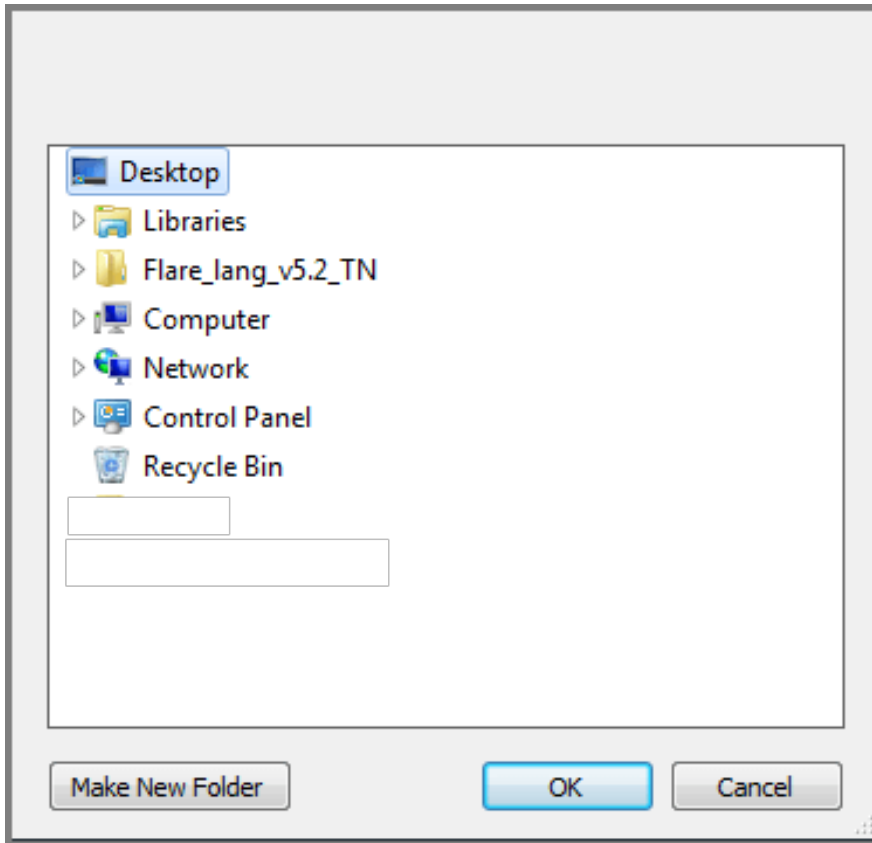 Desktop
Libraries
Flare_lang_v5.2_TN
Computer
Network
Control Panel
Recycle Bin
Make New Folder OK Cancel